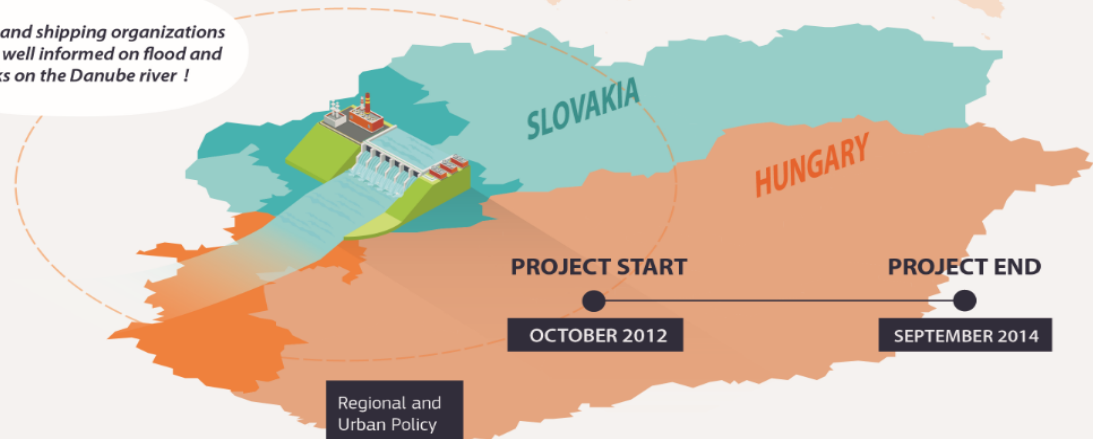 and shipping organizations
well informed on flood and
on the Danube river !
SLOVAKIA
HUNGARY
PROJECT START
PROJECT END
OCTOBER 2012
SEPTEMBER 2014
Regional and
Urban Policy